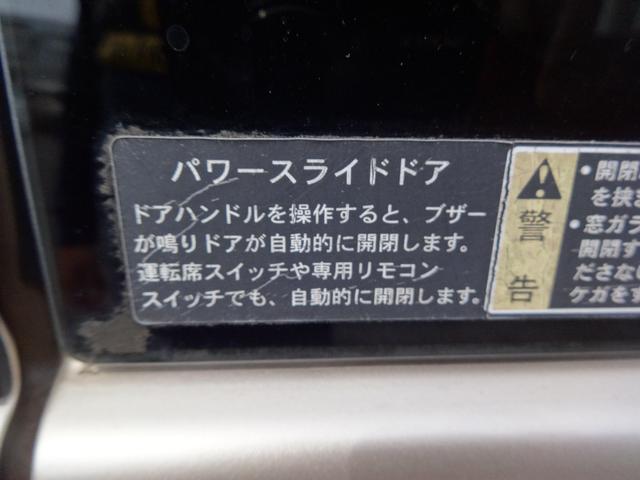 パワースライドドア
ドアハンドルを操作すると、ブザー
が鳴りドアが自動的に開閉します。
運転席スイッチや専用リモコン
スイッチでも、自動的に開閉します。
警告
・開閉
を挟
・窓ガラ
開閉す
ださな
ケガをす